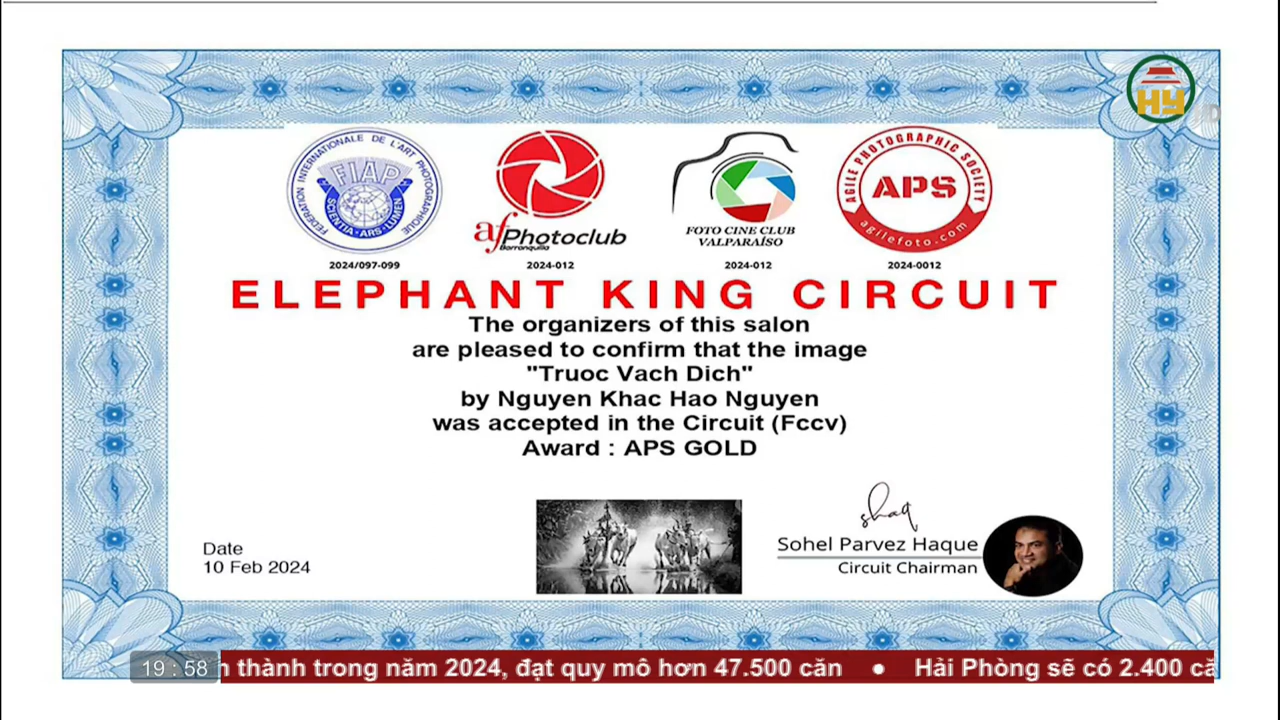 HY
HD
FEDERATION INTERNATIONALE DE L'ART PHOTOGRAPHIQUE
FIAP
SCIENTIA·ARS·LUMEN
2024/097-099
af Photoclub
Barranquilla
2024-012
FOTO CINE CLUB
VALPARAÍSO
2024-012
AGILE PHOTOGRAPHIC SOCIETY
APS
agilefoto.com
2024-0012
ELEPHANT KING CIRCUIT
The organizers of this salon
are pleased to confirm that the image
"Truoc Vach Dich"
by Nguyen Khac Hao Nguyen
was accepted in the Circuit (Fccv)
Award : APS GOLD
Date
10 Feb 2024
shaq
Sohel Parvez Haque
Circuit Chairman
19 : 58
thành trong năm 2024, đạt quy mô hơn 47.500 căn ● Hải Phòng sẽ có 2.400 că